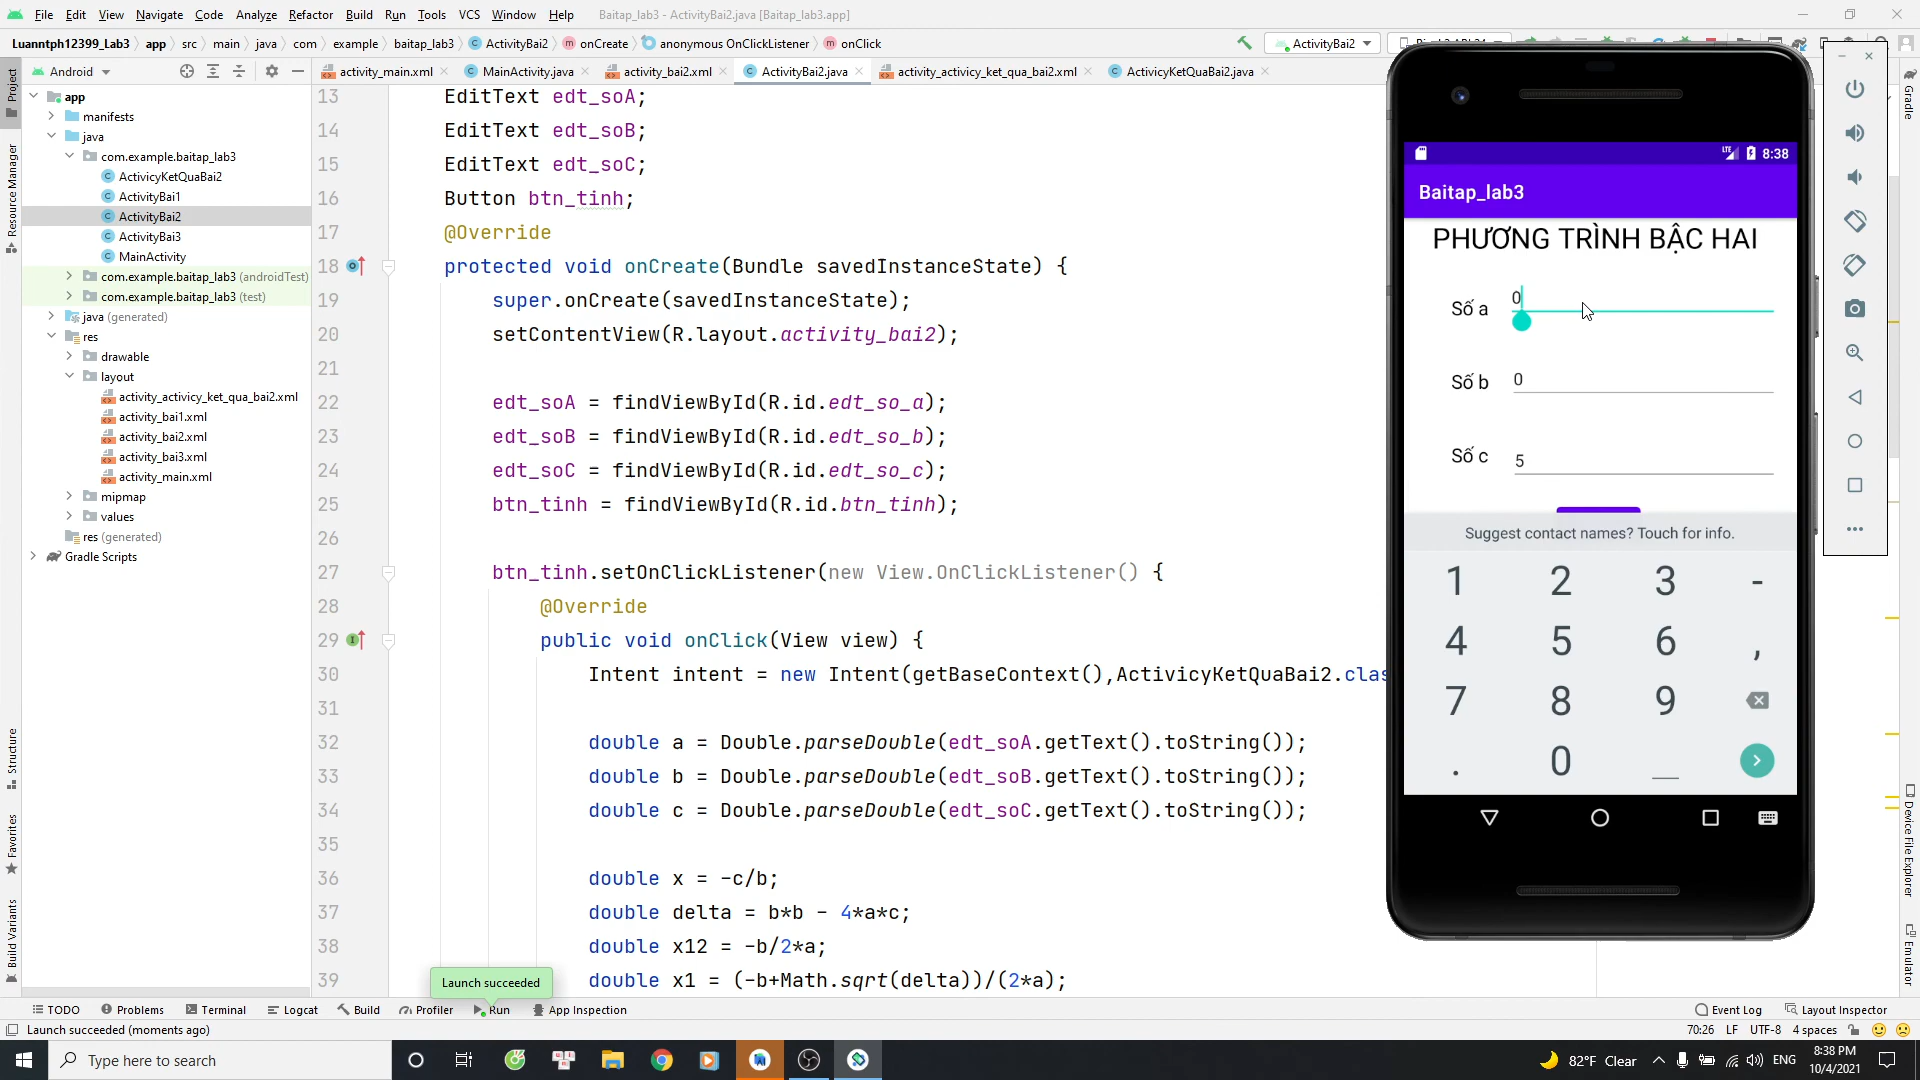 File Edit View Navigate Code Analyze Refactor Build Run Tools VCS Window Help Baitap_lab3 - ActivityBai2.java [Baitap_lab3.app]
Luanntph12399_Lab3 app src main java com example baitap_lab3 ActivityBai2 onCreate anonymous OnClickListener onClick ActivityBai2
Android
activity_main.xml MainActivity.java activity_bai2.xml ActivityBai2.java activity_activicy_ket_qua_bai2.xml ActivicyKetQuaBai2.java
Project
Resource Manager
Structure
Favorites
Build Variants
app
manifests
java
com.example.baitap_lab3
ActivicyKetQuaBai2
ActivityBai1
ActivityBai2
ActivityBai3
MainActivity
com.example.baitap_lab3 (androidTest)
com.example.baitap_lab3 (test)
java (generated)
res
drawable
layout
activity_activicy_ket_qua_bai2.xml
activity_bai1.xml
activity_bai2.xml
activity_bai3.xml
activity_main.xml
mipmap
values
res (generated)
Gradle Scripts
13 EditText edt_soA;
14 EditText edt_soB;
15 EditText edt_soC;
16 Button btn_tinh;
17 @Override
18 protected void onCreate(Bundle savedInstanceState) {
19 super.onCreate(savedInstanceState);
20 setContentView(R.layout.activity_bai2);
21
22 edt_soA = findViewById(R.id.edt_so_a);
23 edt_soB = findViewById(R.id.edt_so_b);
24 edt_soC = findViewById(R.id.edt_so_c);
25 btn_tinh = findViewById(R.id.btn_tinh);
26
27 btn_tinh.setOnClickListener(new View.OnClickListener() {
28 @Override
29 public void onClick(View view) {
30 Intent intent = new Intent(getBaseContext(),ActivicyKetQuaBai2.clas
31
32 double a = Double.parseDouble(edt_soA.getText().toString());
33 double b = Double.parseDouble(edt_soB.getText().toString());
34 double c = Double.parseDouble(edt_soC.getText().toString());
35
36 double x = -c/b;
37 double delta = b*b - 4*a*c;
38 double x12 = -b/2*a;
39 double x1 = (-b+Math.sqrt(delta))/(2*a);
Launch succeeded
LTE 8:38
Baitap_lab3
PHƯƠNG TRÌNH BẬC HAI
Số a 0
Số b 0
Số c 5
Suggest contact names? Touch for info.
1 2 3 -
4 5 6 ,
7 8 9
. 0 _
Gradle
Device File Explorer
Emulator
TODO Problems Terminal Logcat Build Profiler Run App Inspection Event Log Layout Inspector
Launch succeeded (moments ago) 70:26 LF UTF-8 4 spaces
Type here to search 82°F Clear ENG 8:38 PM
10/4/2021